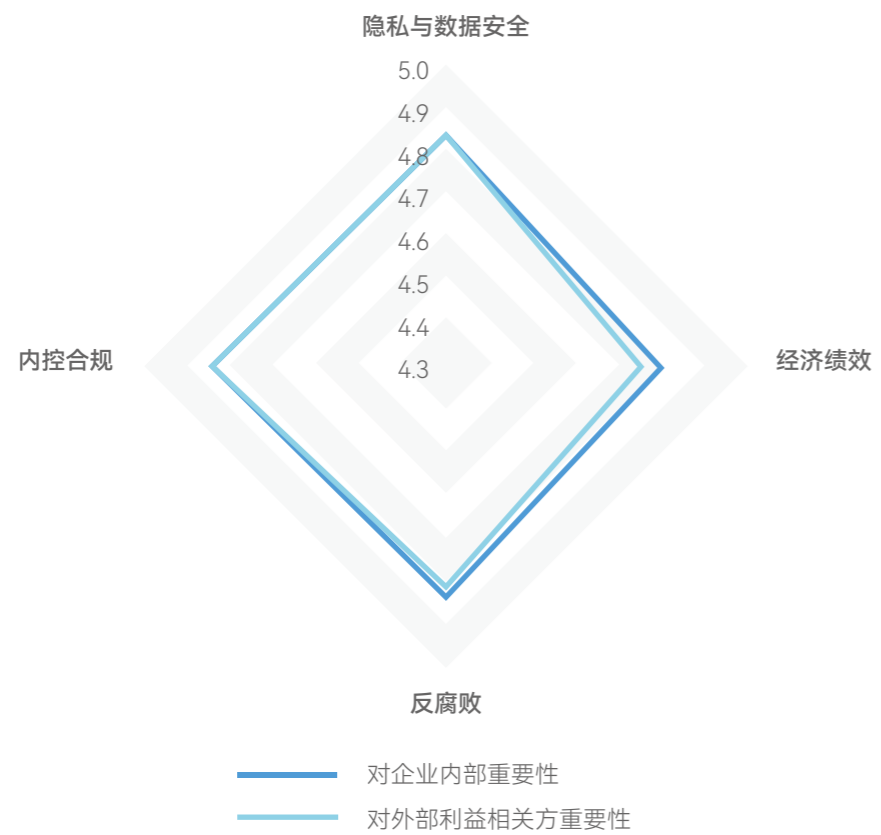 隐私与数据安全
5.0
4.9
4.8
4.7
4.6
4.5
4.4
4.3
内控合规
经济绩效
反腐败
对企业内部重要性
对外部利益相关方重要性